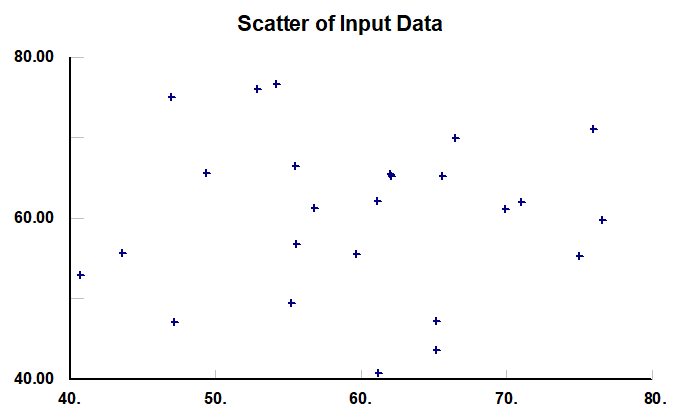 Scatter of Input Data
80.00
60.00
40.00
40. 50. 60. 70. 80.